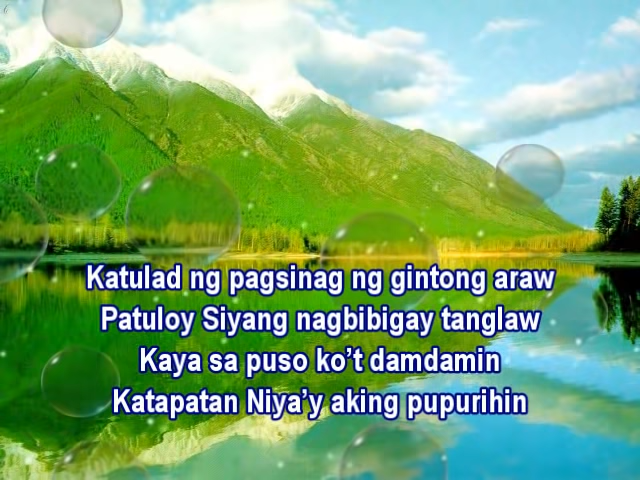 Katulad ng pagsinag ng gintong araw
Patuloy Siyang nagbibigay tanglaw
Kaya sa puso ko’t damdamin
Katapatan Niya’y aking pupurihin